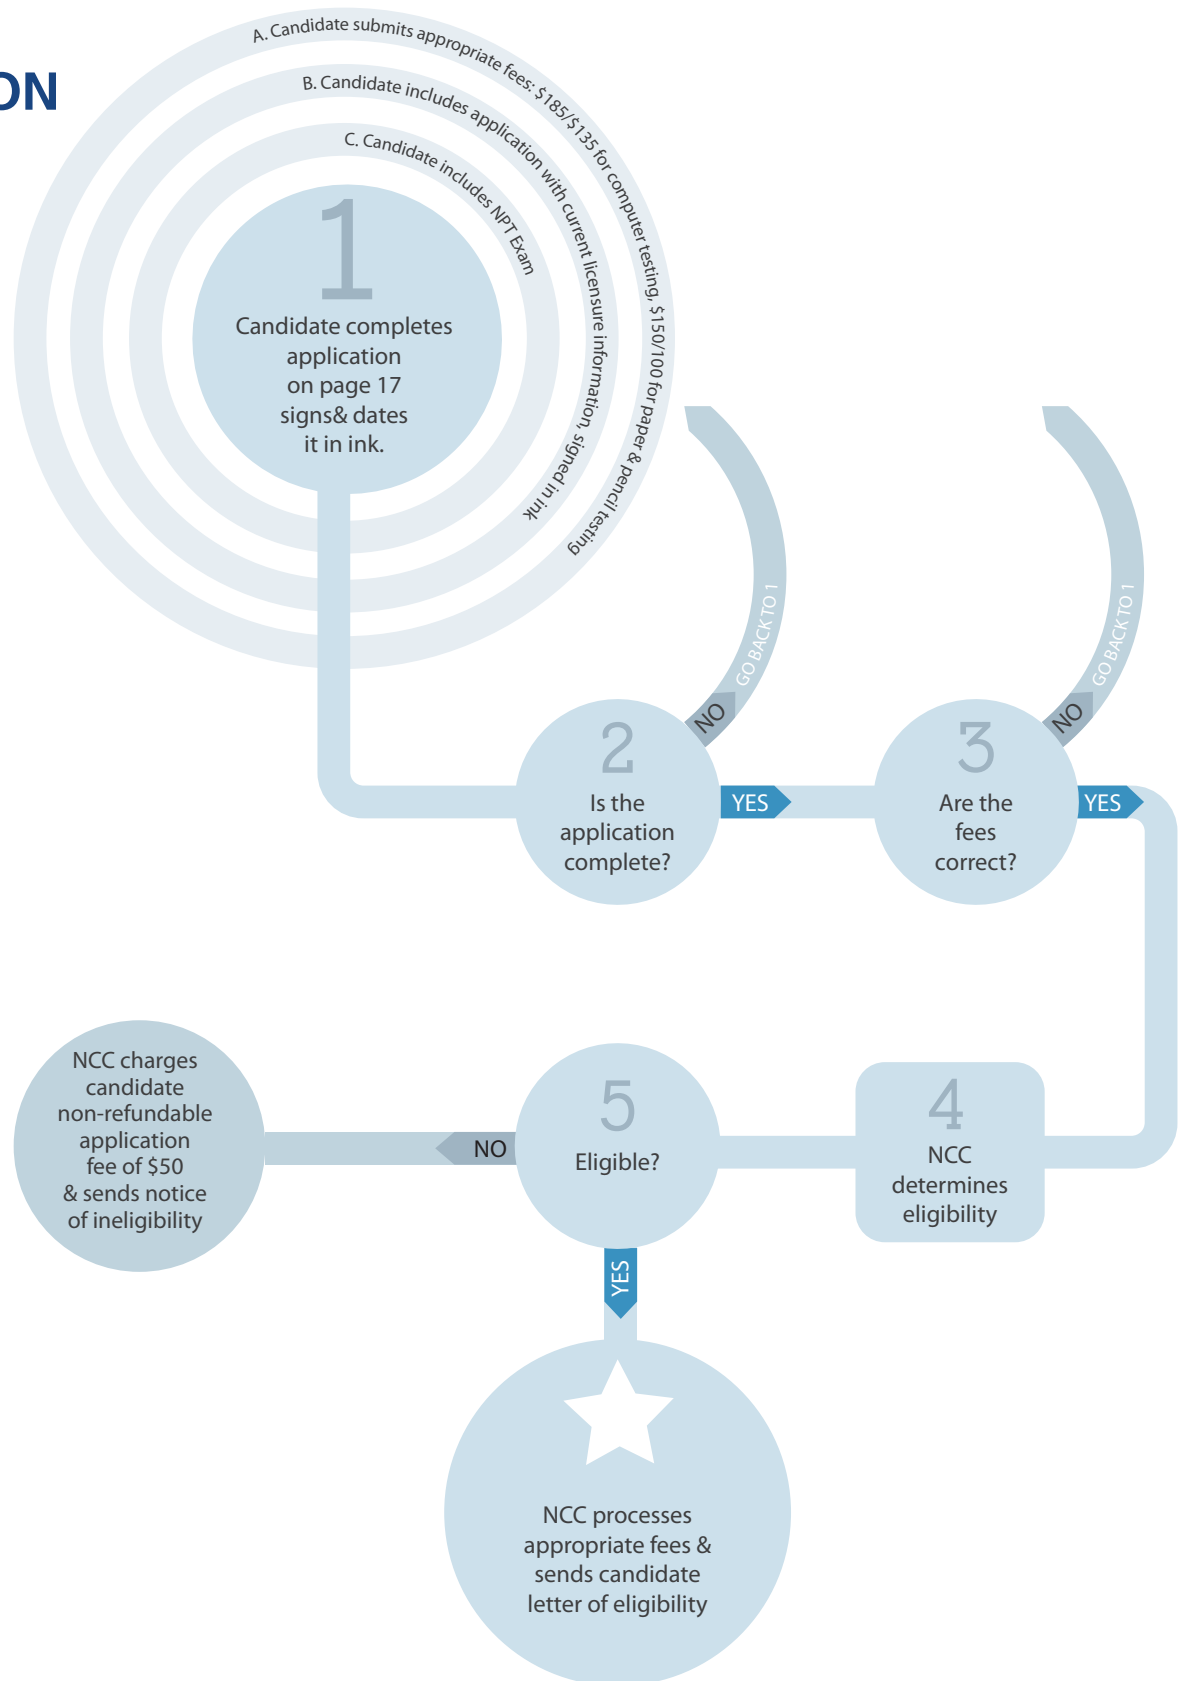 ON
A. Candidate submits appropriate fees: $185/$135 for computer testing, $150/100 for paper & pencil testing
B. Candidate includes application with current licensure information, signed in ink
C. Candidate includes NPT Exam
1
Candidate completes
application
on page 17
signs& dates
it in ink.
2
Is the
application
complete?
NO
GO BACK TO 1
YES
3
Are the
fees
correct?
NO
GO BACK TO 1
YES
4
NCC
determines
eligibility
5
Eligible?
NO
NCC charges
candidate
non-refundable
application
fee of $50
& sends notice
of ineligibility
YES
NCC processes
appropriate fees &
sends candidate
letter of eligibility